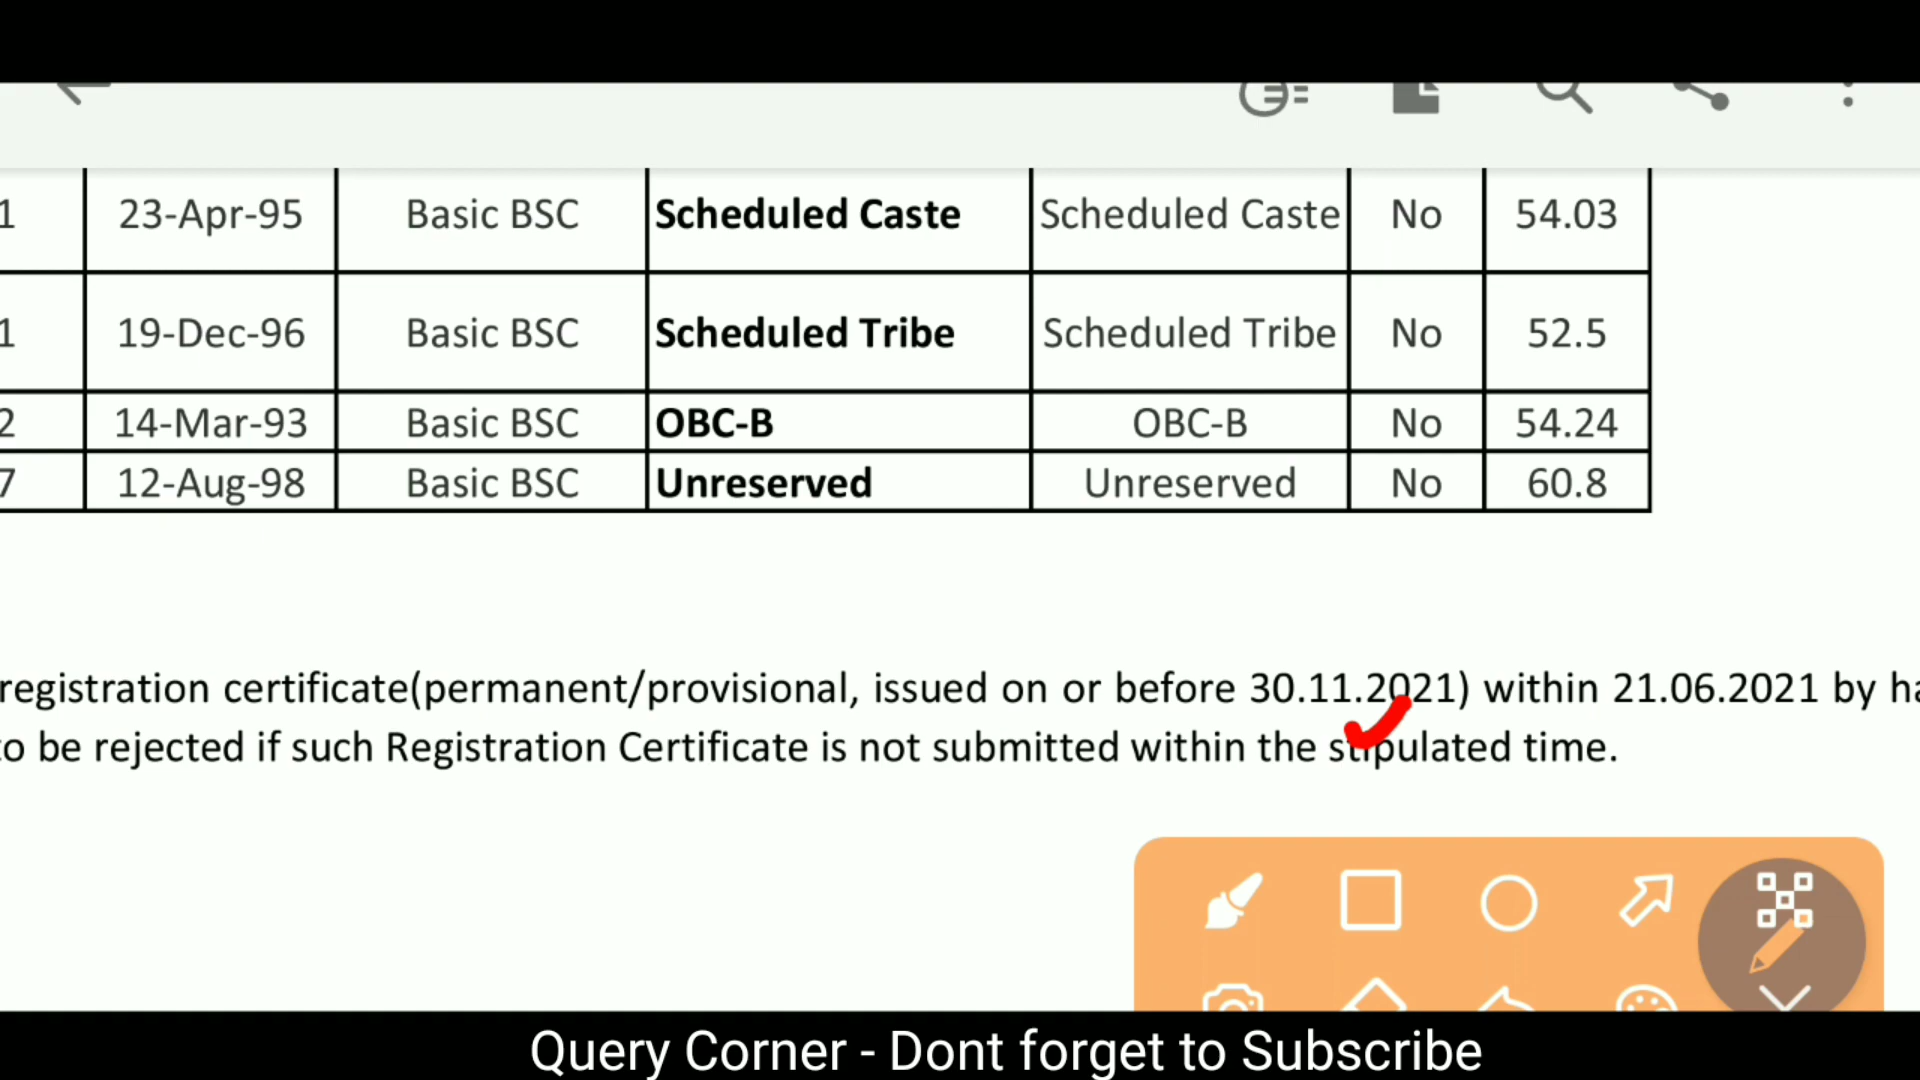 1 23-Apr-95 Basic BSC Scheduled Caste Scheduled Caste No 54.03
1 19-Dec-96 Basic BSC Scheduled Tribe Scheduled Tribe No 52.5
2 14-Mar-93 Basic BSC OBC-B OBC-B No 54.24
7 12-Aug-98 Basic BSC Unreserved Unreserved No 60.8
registration certificate(permanent/provisional, issued on or before 30.11.2021) within 21.06.2021 by ha
to be rejected if such Registration Certificate is not submitted within the stipulated time.
Query Corner - Dont forget to Subscribe